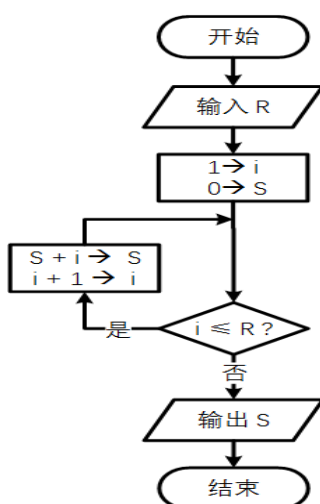 开始
输入 R
1→ i
0→ S
S + i → S
i + 1 → i
i ≤ R ?
是
否
输出 S
结束